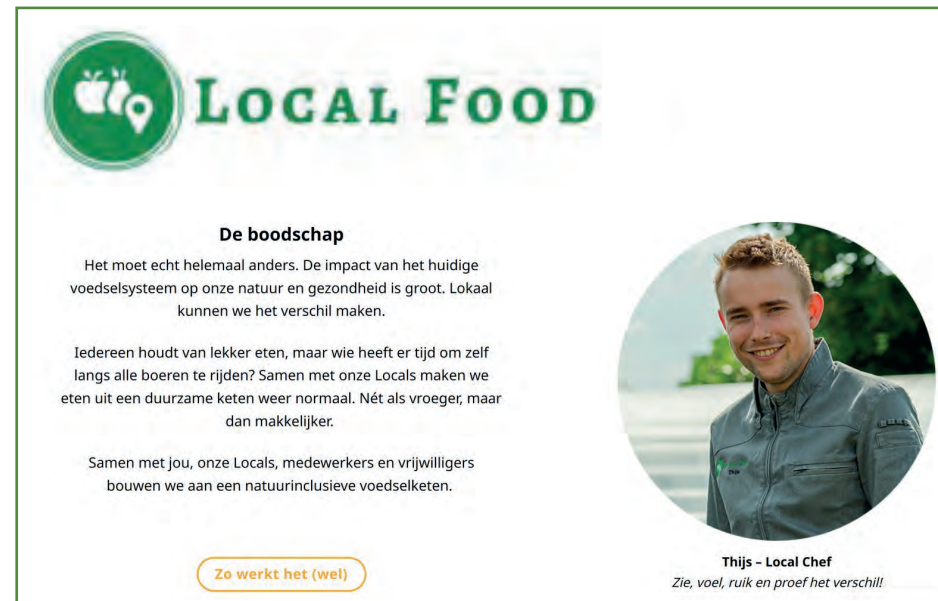 LOCAL FOOD
De boodschap
Het moet echt helemaal anders. De impact van het huidige
voedselsysteem op onze natuur en gezondheid is groot. Lokaal
kunnen we het verschil maken.
Iedereen houdt van lekker eten, maar wie heeft er tijd om zelf
langs alle boeren te rijden? Samen met onze Locals maken we
eten uit een duurzame keten weer normaal. Nét als vroeger, maar
dan makkelijker.
Samen met jou, onze Locals, medewerkers en vrijwilligers
bouwen we aan een natuurinclusieve voedselketen.
Zo werkt het (wel)
Thijs – Local Chef
Zie, voel, ruik en proef het verschil!